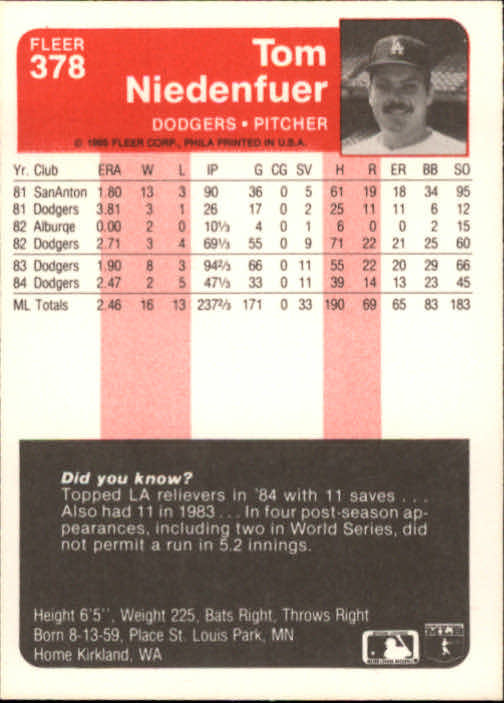 FLEER
378
Tom
Niedenfuer
DODGERS • PITCHER
© 1985 FLEER CORP., PHILA PRINTED IN U.S.A.
Yr. Club ERA W L IP G CG SV H R ER BB SO
81 SanAnton 1.80 13 3 90 36 0 5 61 19 18 34 95
81 Dodgers 3.81 3 1 26 17 0 2 25 11 11 6 12
82 Alburqe 0.00 2 0 10⅓ 4 0 1 6 0 0 2 15
82 Dodgers 2.71 3 4 69⅓ 55 0 9 71 22 21 25 60
83 Dodgers 1.90 8 3 94⅔ 66 0 11 55 22 20 29 66
84 Dodgers 2.47 2 5 47⅓ 33 0 11 39 14 13 23 45
ML Totals 2.46 16 13 237⅔ 171 0 33 190 69 65 83 183
Did you know?
Topped LA relievers in '84 with 11 saves . . .
Also had 11 in 1983 . . . In four post-season ap-
pearances, including two in World Series, did
not permit a run in 5.2 innings.
Height 6'5'', Weight 225, Bats Right, Throws Right
Born 8-13-59, Place St. Louis Park, MN
Home Kirkland, WA